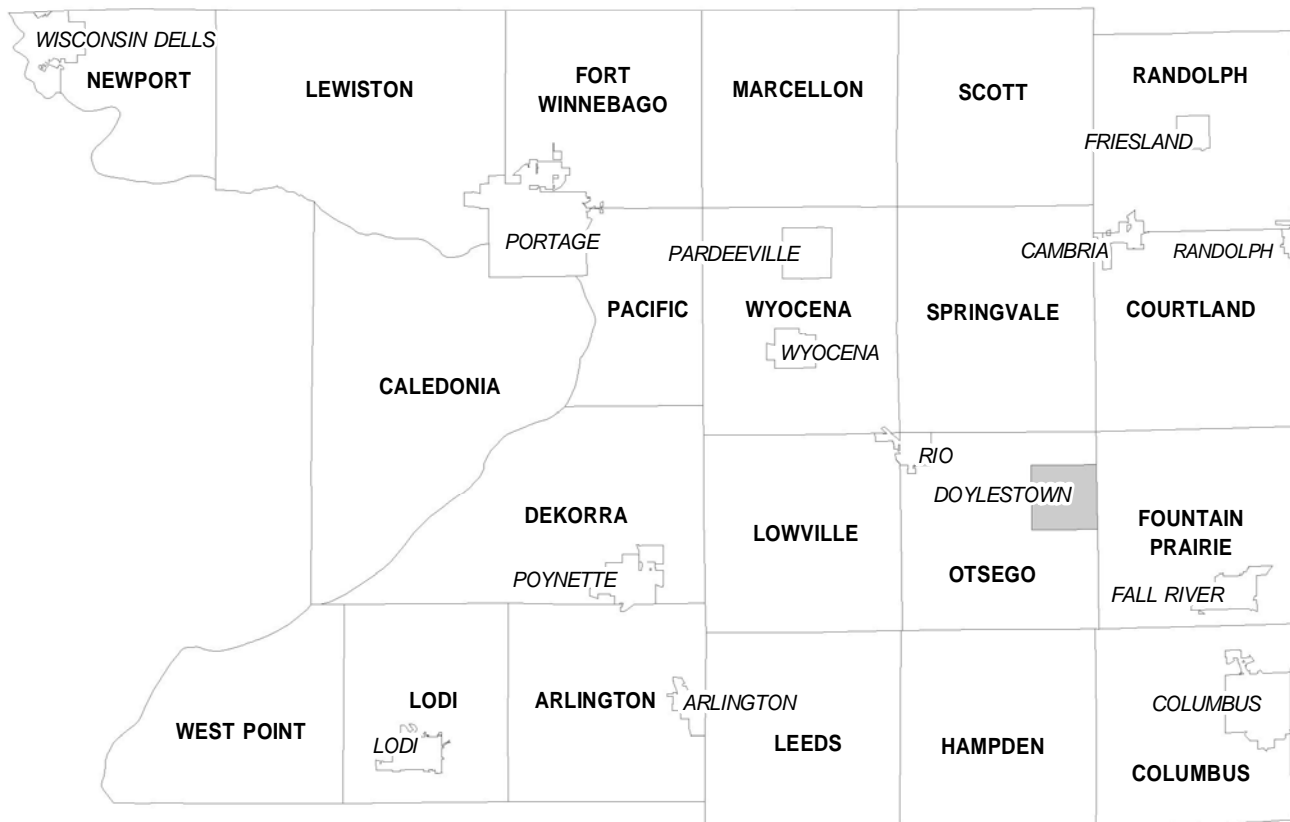 WISCONSIN DELLS
NEWPORT
LEWISTON
FORT
WINNEBAGO
MARCELLON
SCOTT
RANDOLPH
FRIESLAND
PORTAGE
PARDEEVILLE
CAMBRIA
RANDOLPH
PACIFIC
WYOCENA
SPRINGVALE
COURTLAND
WYOCENA
CALEDONIA
RIO
DOYLESTOWN
DEKORRA
LOWVILLE
FOUNTAIN
PRAIRIE
OTSEGO
POYNETTE
FALL RIVER
LODI
ARLINGTON
ARLINGTON
COLUMBUS
WEST POINT
LODI
LEEDS
HAMPDEN
COLUMBUS